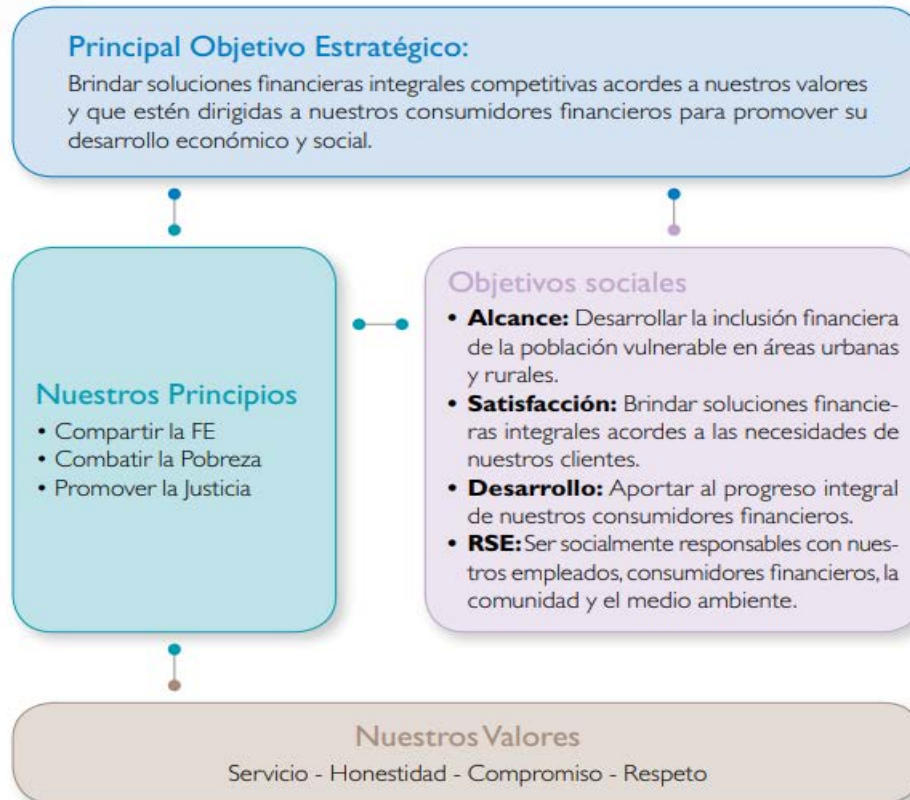 Principal Objetivo Estratégico:
Brindar soluciones financieras integrales competitivas acordes a nuestros valores
y que estén dirigidas a nuestros consumidores financieros para promover su
desarrollo económico y social.
Nuestros Principios
• Compartir la FE
• Combatir la Pobreza
• Promover la Justicia
Objetivos sociales
• Alcance: Desarrollar la inclusión financiera
de la población vulnerable en áreas urbanas
y rurales.
• Satisfacción: Brindar soluciones financie-
ras integrales acordes a las necesidades de
nuestros clientes.
• Desarrollo: Aportar al progreso integral
de nuestros consumidores financieros.
• RSE: Ser socialmente responsables con nues-
tros empleados, consumidores financieros, la
comunidad y el medio ambiente.
Nuestros Valores
Servicio - Honestidad - Compromiso - Respeto